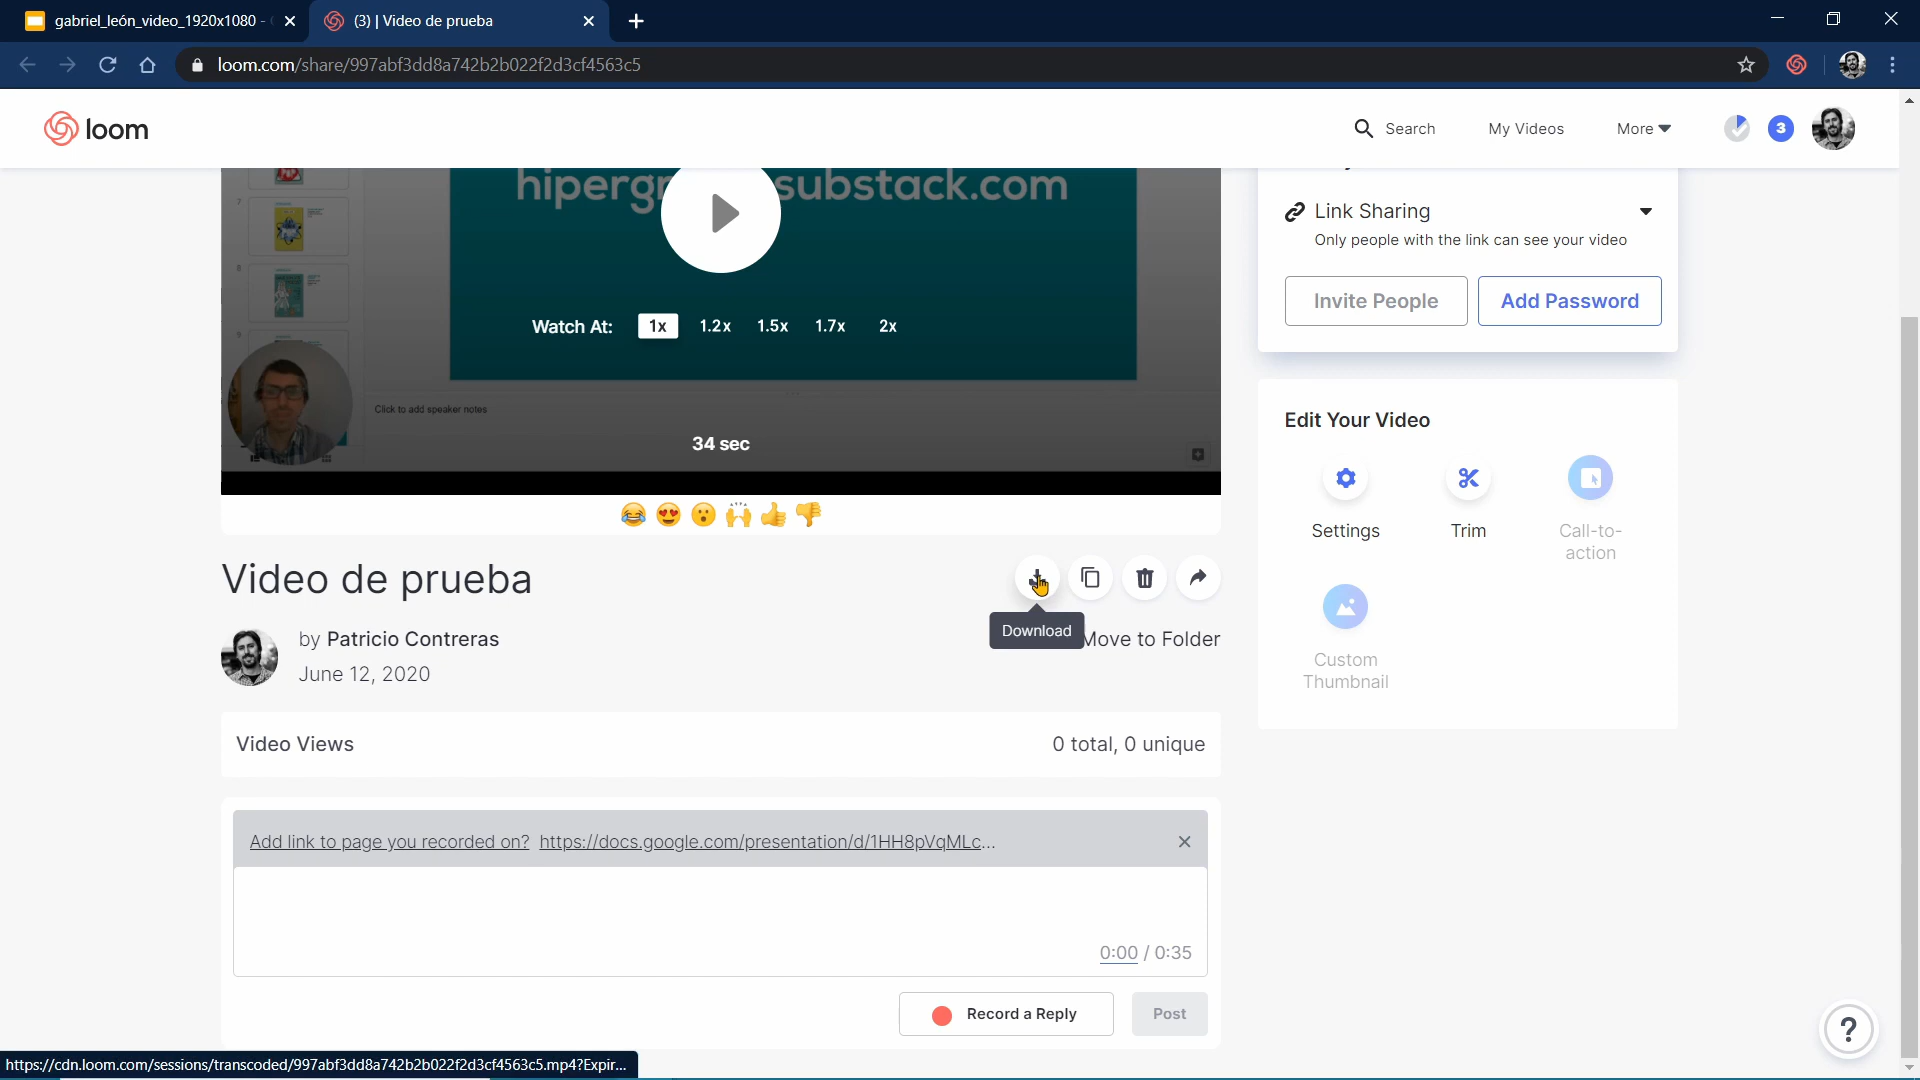 gabriel_león_video_1920x1080 -
(3) | Video de prueba
loom.com/share/997abf3dd8a742b2b022f2d3cf4563c5
loom
Search
My Videos
More
3
substack.com
7
8
9
Watch At: 1x 1.2x 1.5x 1.7x 2x
Click to add speaker notes
34 sec
Link Sharing
Only people with the link can see your video
Invite People
Add Password
Edit Your Video
Settings
Trim
Call-to-
action
Custom
Thumbnail
Video de prueba
Download
by Patricio Contreras
June 12, 2020
Move to Folder
Video Views
0 total, 0 unique
Add link to page you recorded on? https://docs.google.com/presentation/d/1HH8pVqMLc...
0:00 / 0:35
Record a Reply
Post
?
https://cdn.loom.com/sessions/transcoded/997abf3dd8a742b2b022f2d3cf4563c5.mp4?Expir...